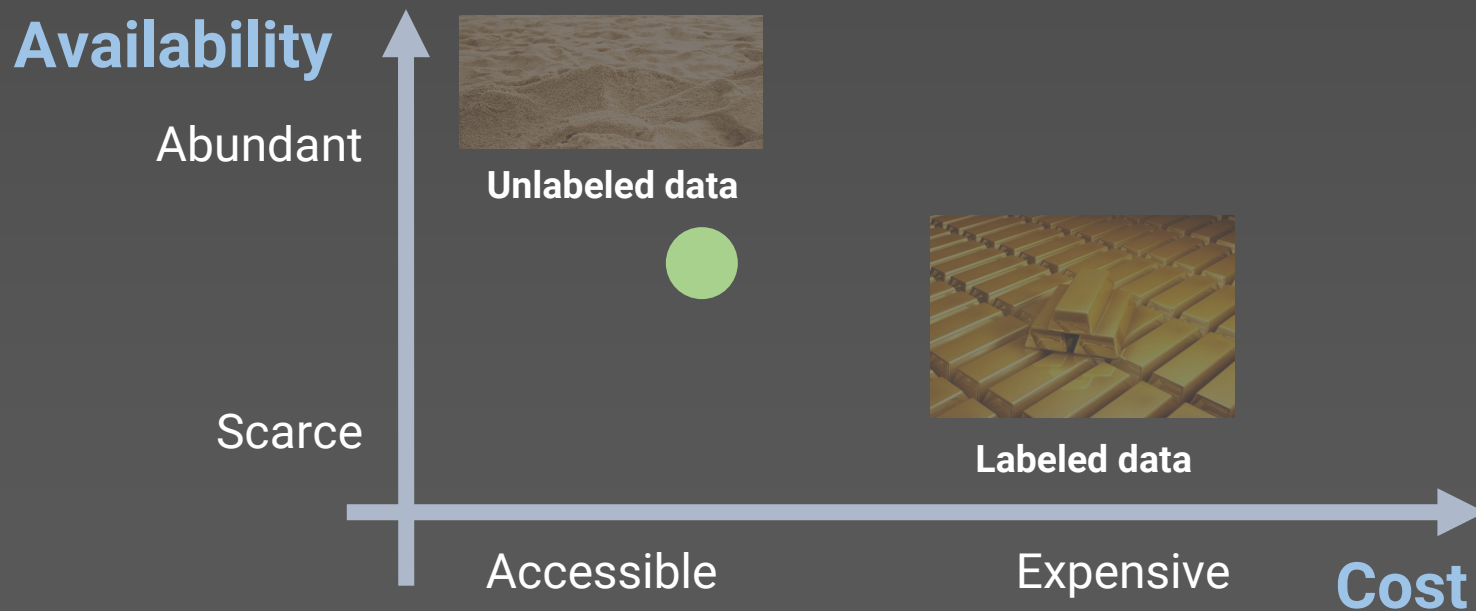 Availability
Abundant
Unlabeled data
Scarce
Labeled data
Accessible
Expensive
Cost